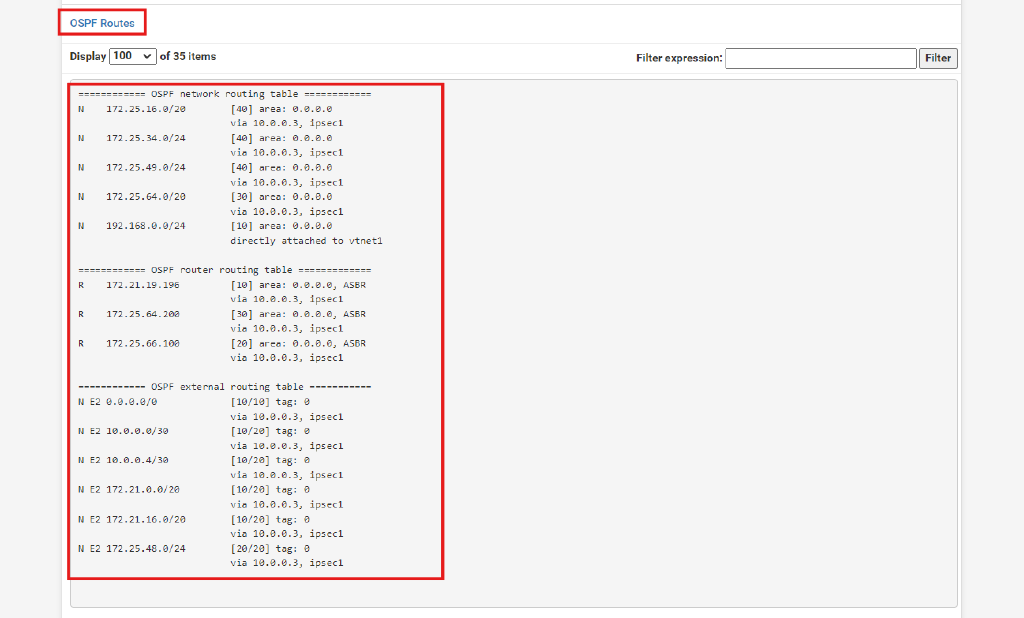 OSPF Routes
Display 100 of 35 items
Filter expression: Filter
============ OSPF network routing table ============
N    172.25.16.0/20        [40] area: 0.0.0.0
                           via 10.0.0.3, ipsec1
N    172.25.34.0/24        [40] area: 0.0.0.0
                           via 10.0.0.3, ipsec1
N    172.25.49.0/24        [40] area: 0.0.0.0
                           via 10.0.0.3, ipsec1
N    172.25.64.0/20        [30] area: 0.0.0.0
                           via 10.0.0.3, ipsec1
N    192.168.0.0/24        [10] area: 0.0.0.0
                           directly attached to vtnet1
============ OSPF router routing table =============
R    172.21.19.196         [10] area: 0.0.0.0, ASBR
                           via 10.0.0.3, ipsec1
R    172.25.64.200         [30] area: 0.0.0.0, ASBR
                           via 10.0.0.3, ipsec1
R    172.25.66.100         [20] area: 0.0.0.0, ASBR
                           via 10.0.0.3, ipsec1
============ OSPF external routing table ===========
N E2 0.0.0.0/0             [10/10] tag: 0
                           via 10.0.0.3, ipsec1
N E2 10.0.0.0/30           [10/20] tag: 0
                           via 10.0.0.3, ipsec1
N E2 10.0.0.4/30           [10/20] tag: 0
                           via 10.0.0.3, ipsec1
N E2 172.21.0.0/20         [10/20] tag: 0
                           via 10.0.0.3, ipsec1
N E2 172.21.16.0/20        [10/20] tag: 0
                           via 10.0.0.3, ipsec1
N E2 172.25.48.0/24        [20/20] tag: 0
                           via 10.0.0.3, ipsec1